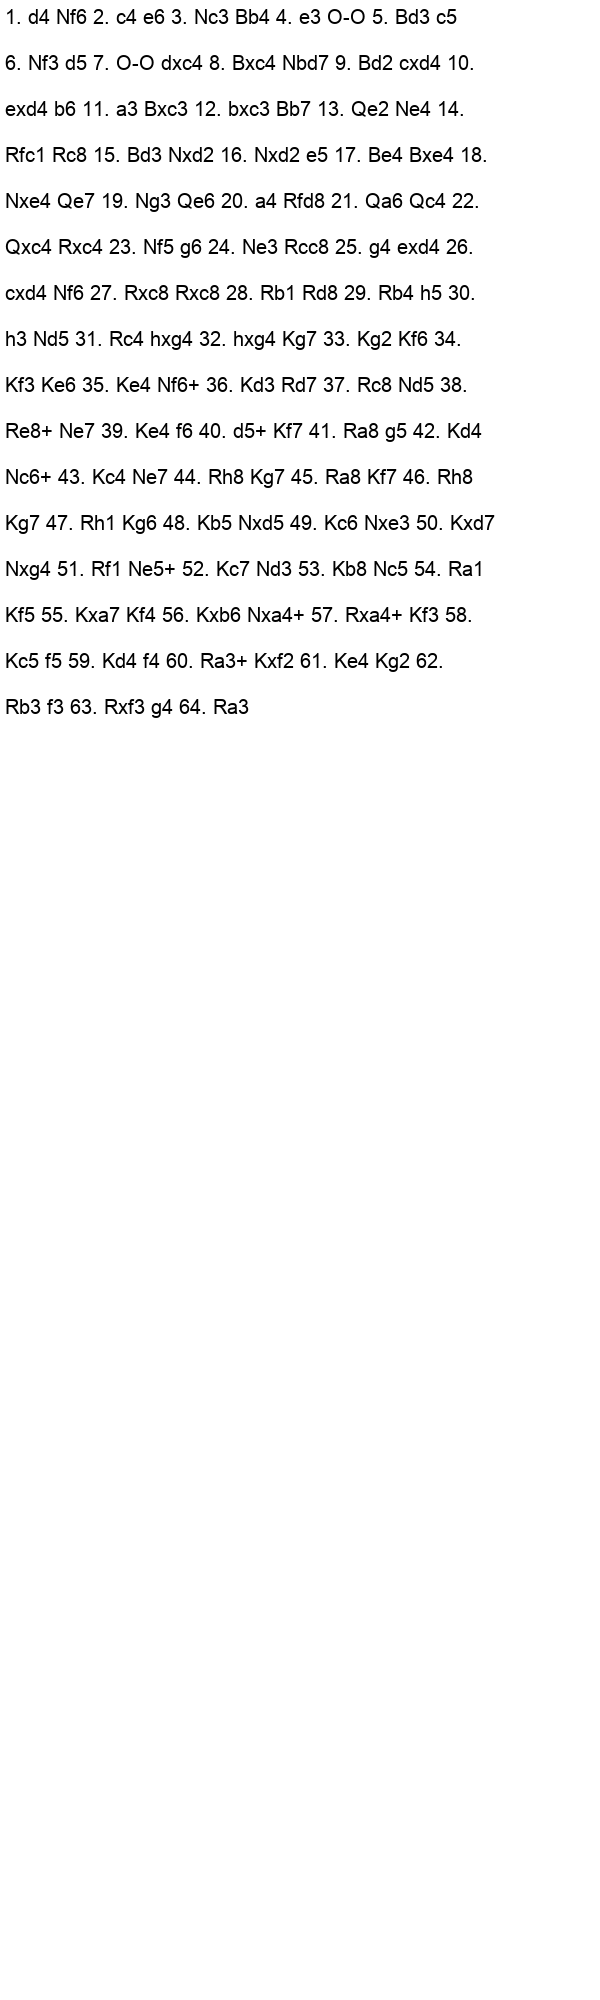 1. d4 Nf6 2. c4 e6 3. Nc3 Bb4 4. e3 O-O 5. Bd3 c5
6. Nf3 d5 7. O-O dxc4 8. Bxc4 Nbd7 9. Bd2 cxd4 10.
exd4 b6 11. a3 Bxc3 12. bxc3 Bb7 13. Qe2 Ne4 14.
Rfc1 Rc8 15. Bd3 Nxd2 16. Nxd2 e5 17. Be4 Bxe4 18.
Nxe4 Qe7 19. Ng3 Qe6 20. a4 Rfd8 21. Qa6 Qc4 22.
Qxc4 Rxc4 23. Nf5 g6 24. Ne3 Rcc8 25. g4 exd4 26.
cxd4 Nf6 27. Rxc8 Rxc8 28. Rb1 Rd8 29. Rb4 h5 30.
h3 Nd5 31. Rc4 hxg4 32. hxg4 Kg7 33. Kg2 Kf6 34.
Kf3 Ke6 35. Ke4 Nf6+ 36. Kd3 Rd7 37. Rc8 Nd5 38.
Re8+ Ne7 39. Ke4 f6 40. d5+ Kf7 41. Ra8 g5 42. Kd4
Nc6+ 43. Kc4 Ne7 44. Rh8 Kg7 45. Ra8 Kf7 46. Rh8
Kg7 47. Rh1 Kg6 48. Kb5 Nxd5 49. Kc6 Nxe3 50. Kxd7
Nxg4 51. Rf1 Ne5+ 52. Kc7 Nd3 53. Kb8 Nc5 54. Ra1
Kf5 55. Kxa7 Kf4 56. Kxb6 Nxa4+ 57. Rxa4+ Kf3 58.
Kc5 f5 59. Kd4 f4 60. Ra3+ Kxf2 61. Ke4 Kg2 62.
Rb3 f3 63. Rxf3 g4 64. Ra3